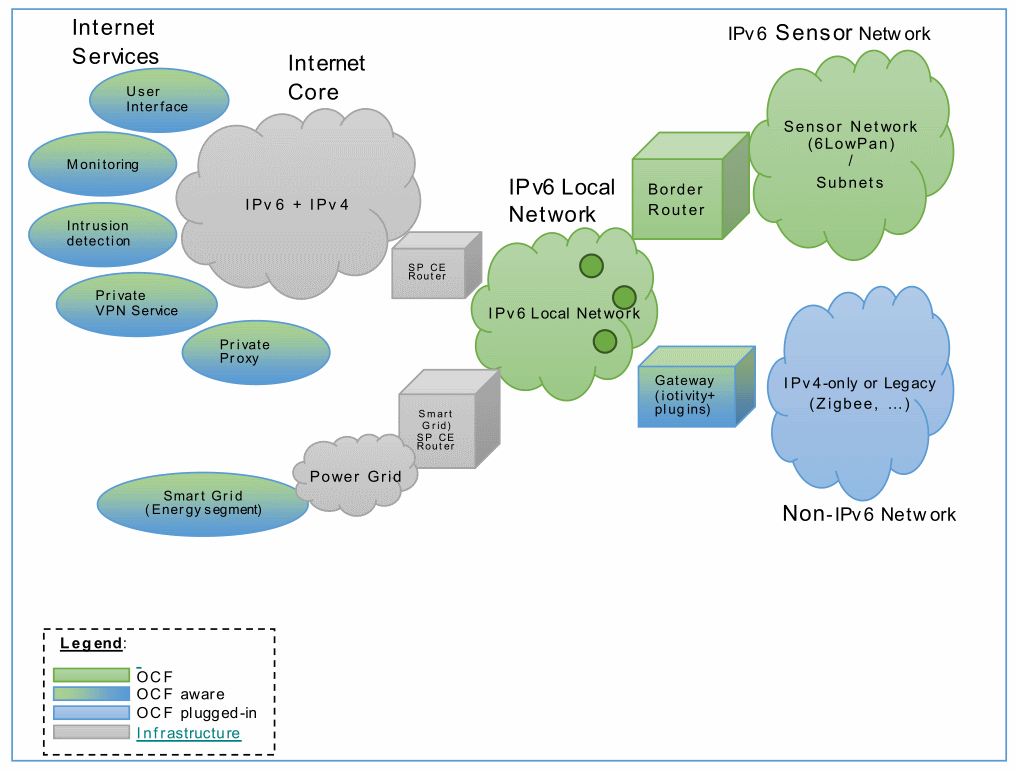 Internet
Services
Internet
Core
IPv6 Sensor Network
User
Interface
Monitoring
Intrusion
detection
Private
VPN Service
Private
Proxy
IPv6 + IPv4
SP CE
Router
IPv6 Local
Network
IPv6 Local Network
Border
Router
Sensor Network
(6LowPan)
/
Subnets
Gateway
(iotivity+
plugins)
IPv4-only or Legacy
(Zigbee, …)
Non-IPv6 Network
Smart
Grid)
SP CE
Router
Power Grid
Smart Grid
(Energy segment)
Legend:
OCF
OCF aware
OCF plugged-in
Infrastructure